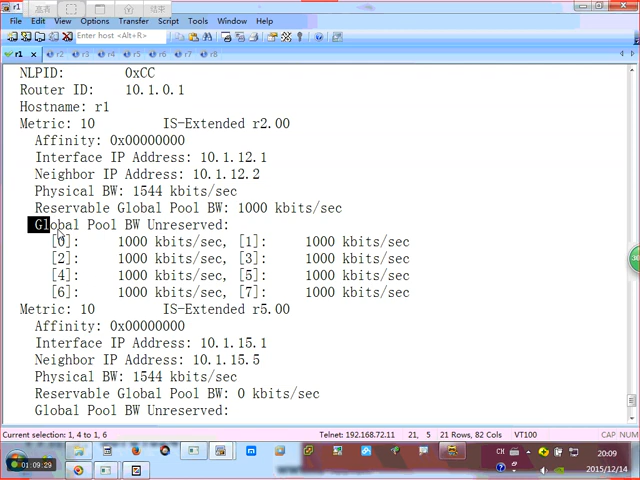 r1
高清
结束
File Edit View Options Transfer Script Tools Window Help
Enter host <Alt+R>
r1 r2 r3 r4 r5 r6 r7 r8
NLPID: 0xCC
Router ID: 10.1.0.1
Hostname: r1
Metric: 10 IS-Extended r2.00
Affinity: 0x00000000
Interface IP Address: 10.1.12.1
Neighbor IP Address: 10.1.12.2
Physical BW: 1544 kbits/sec
Reservable Global Pool BW: 1000 kbits/sec
Global Pool BW Unreserved:
[0]: 1000 kbits/sec, [1]: 1000 kbits/sec
[2]: 1000 kbits/sec, [3]: 1000 kbits/sec
[4]: 1000 kbits/sec, [5]: 1000 kbits/sec
[6]: 1000 kbits/sec, [7]: 1000 kbits/sec
Metric: 10 IS-Extended r5.00
Affinity: 0x00000000
Interface IP Address: 10.1.15.1
Neighbor IP Address: 10.1.15.5
Physical BW: 1544 kbits/sec
Reservable Global Pool BW: 0 kbits/sec
Global Pool BW Unreserved:
Current selection: 1, 4 to 1, 6 Telnet: 192.168.72.11 21, 5 21 Rows, 82 Cols VT100 CAP NUM
CH 20:09
01:09:29 2015/12/14